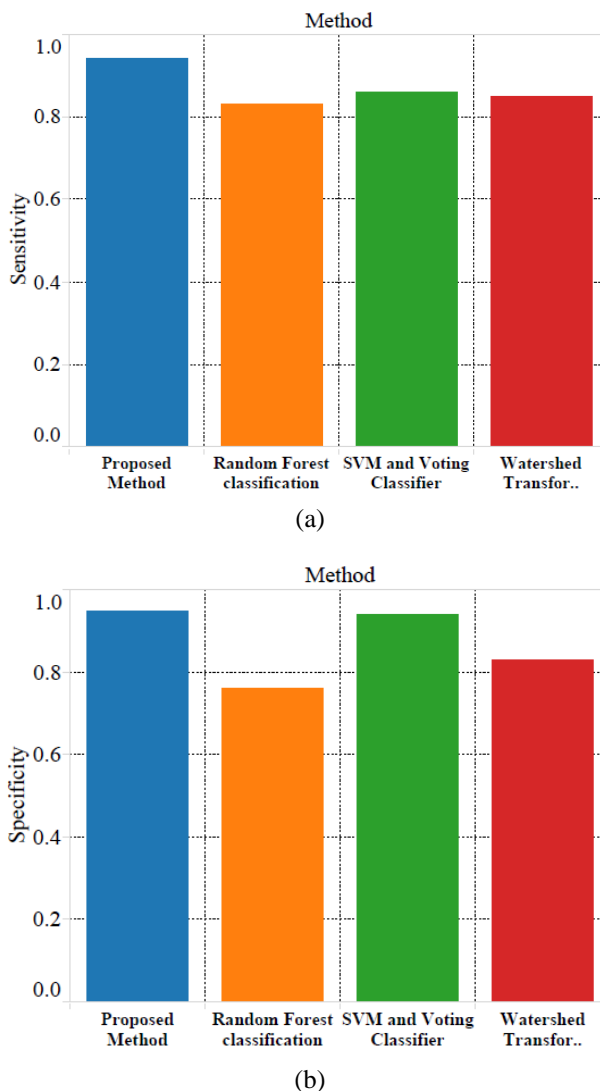 Method
1.0
0.8
0.6
0.4
0.2
0.0
Sensitivity
Proposed Method
Random Forest classification
SVM and Voting Classifier
Watershed Transfor..
(a)
Method
1.0
0.8
0.6
0.4
0.2
0.0
Specificity
Proposed Method
Random Forest classification
SVM and Voting Classifier
Watershed Transfor..
(b)